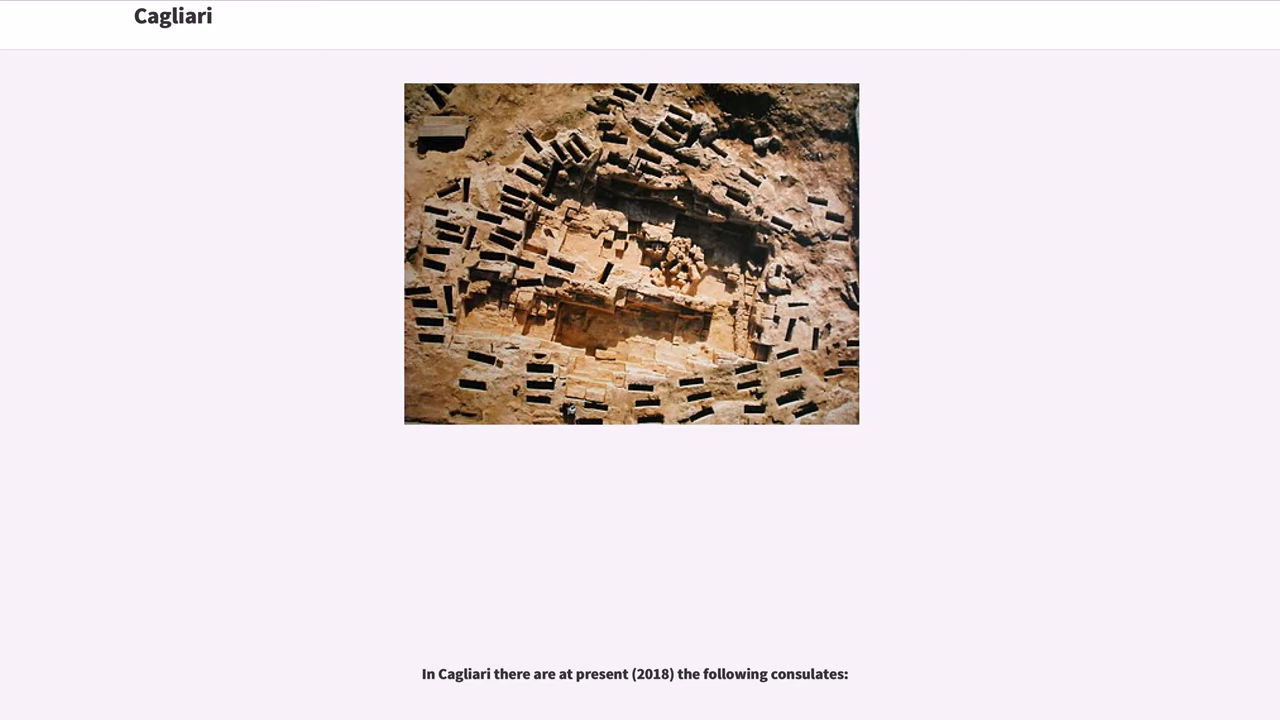 Cagliari
In Cagliari there are at present (2018) the following consulates: